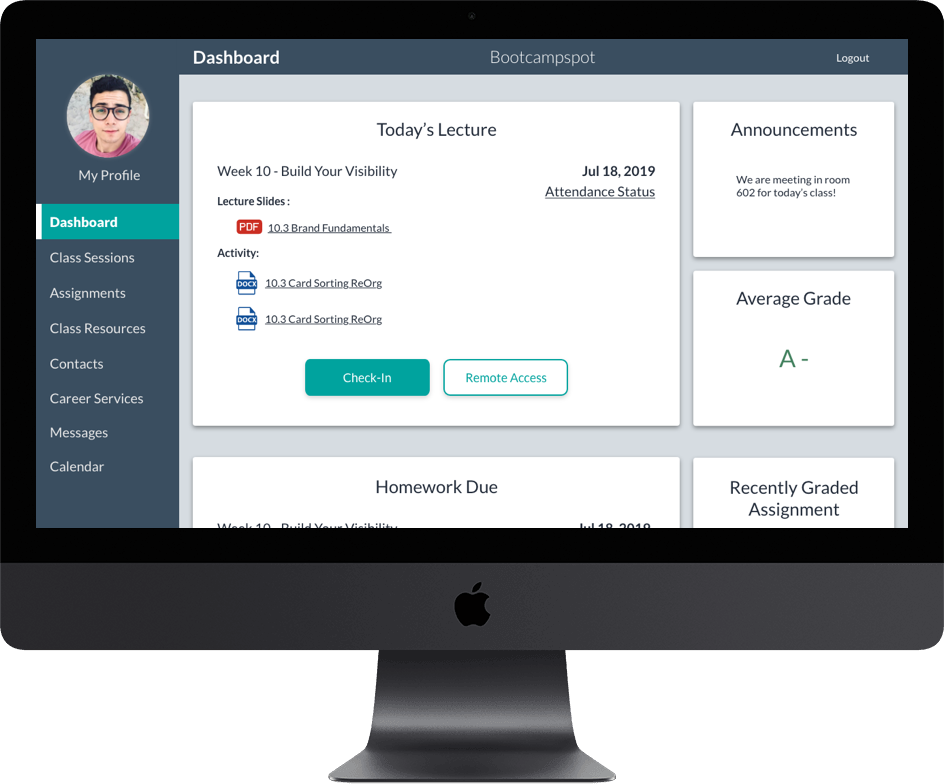 Dashboard
Bootcampspot
Logout
My Profile
Dashboard
Class Sessions
Assignments
Class Resources
Contacts
Career Services
Messages
Calendar
Today’s Lecture
Week 10 - Build Your Visibility
Jul 18, 2019
Attendance Status
Lecture Slides :
PDF 10.3 Brand Fundamentals
Activity:
DOCX 10.3 Card Sorting ReOrg
DOCX 10.3 Card Sorting ReOrg
Check-In
Remote Access
Announcements
We are meeting in room
602 for today’s class!
Average Grade
A -
Homework Due
Week 10 - Build Your Visibility
Jul 18, 2019
Recently Graded
Assignment